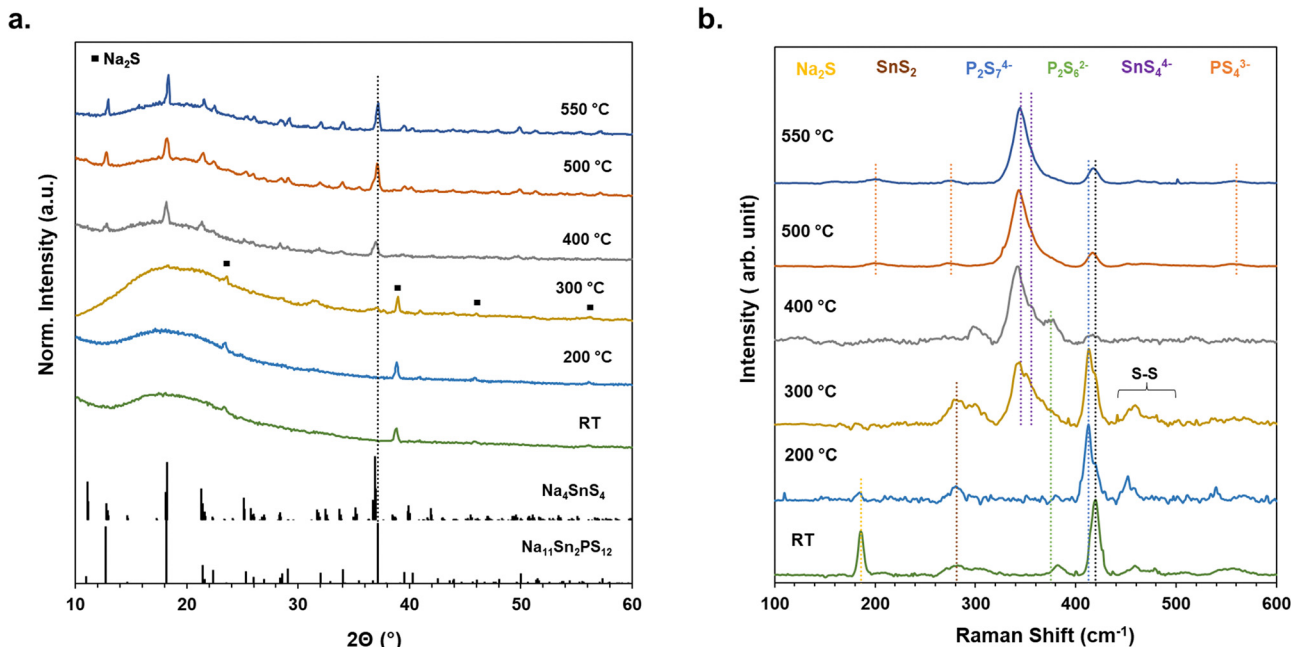 a.
■ Na₂S
550 °C
500 °C
400 °C
300 °C
200 °C
RT
Na₄SnS₄
Na₁₁Sn₂PS₁₂
Norm. Intensity (a.u.)
10 20 30 40 50 60
2Θ (°)
b.
Na₂S SnS₂ P₂S₇⁴⁻ P₂S₆²⁻ SnS₄⁴⁻ PS₄³⁻
550 °C
500 °C
400 °C
S-S
300 °C
200 °C
RT
Intensity ( arb. unit)
100 200 300 400 500 600
Raman Shift (cm⁻¹)